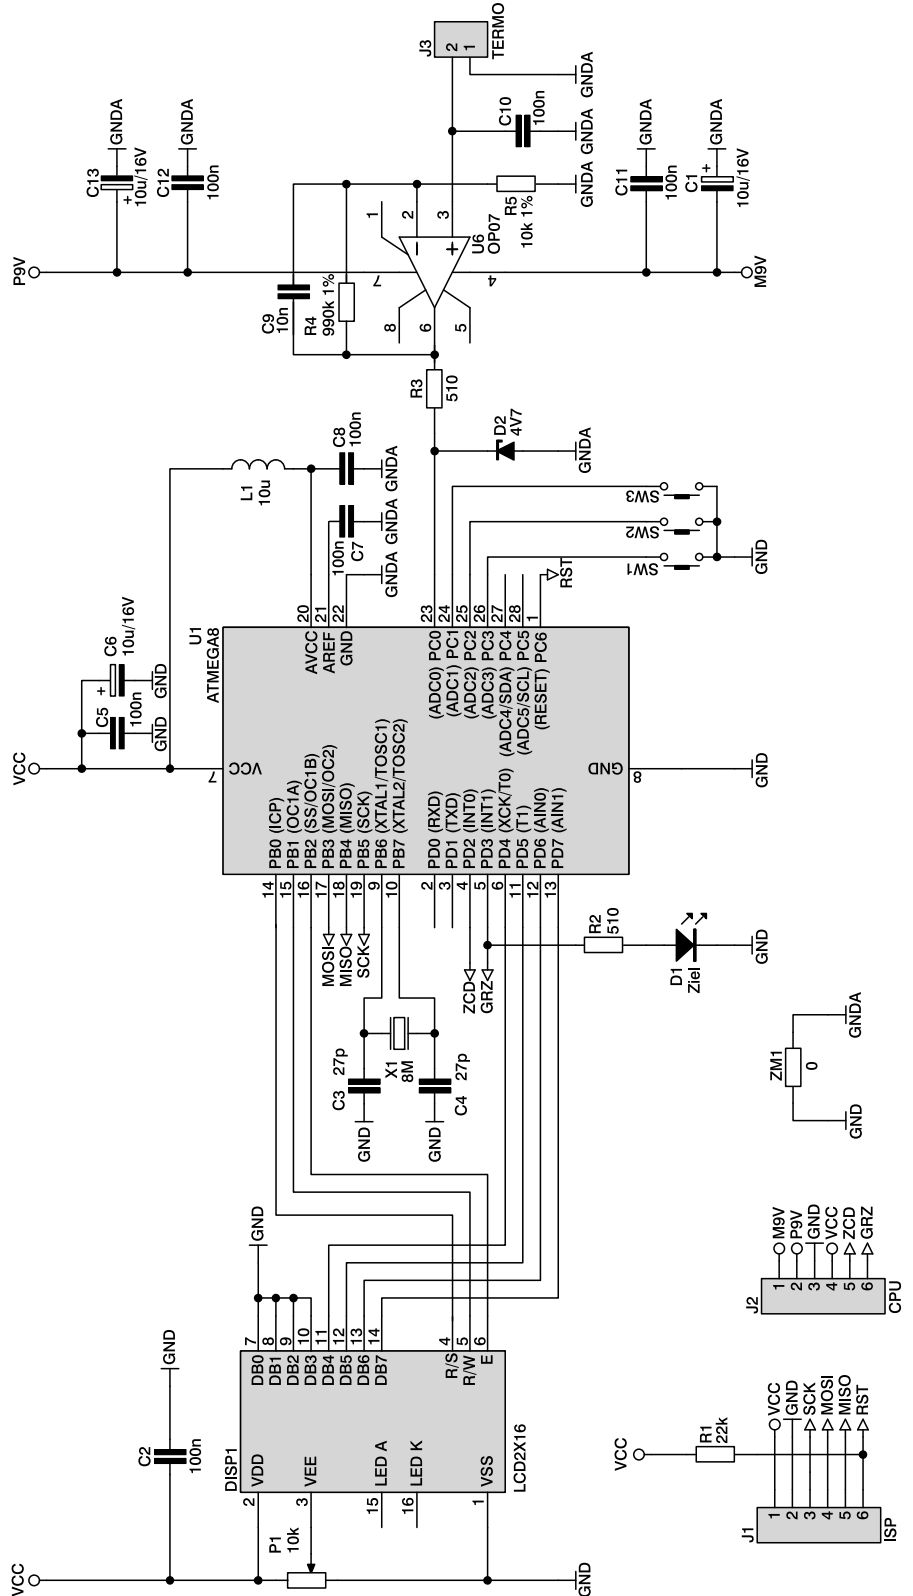 J3
2
1
TERMO
GNDA
C10
100n
GNDA
C13
10u/16V
+
GNDA
C12
100n
GNDA
P9V
C9
10n
R4
990k 1%
1
2
3
7
4
8
6
5
U6
OP07
R5
10k 1%
GNDA
C11
100n
GNDA
C1
10u/16V
+
GNDA
M9V
R3
510
D2
4V7
GNDA
L1
10u
C8
100n
GNDA
C7
100n
GNDA
GNDA
SW3
SW2
SW1
GND
RST
VCC
C6
10u/16V
+
GND
C5
100n
GND
U1
ATMEGA8
20
21
22
AVCC
AREF
GND
23
24
25
26
27
28
1
(ADC0) PC0
(ADC1) PC1
(ADC2) PC2
(ADC3) PC3
(ADC4/SDA) PC4
(ADC5/SCL) PC5
(RESET) PC6
7
VCC
GND
8
GND
PB0 (ICP)
PB1 (OC1A)
PB2 (SS/OC1B)
PB3 (MOSI/OC2)
PB4 (MISO)
PB5 (SCK)
PB6 (XTAL1/TOSC1)
PB7 (XTAL2/TOSC2)
PD0 (RXD)
PD1 (TXD)
PD2 (INT0)
PD3 (INT1)
PD4 (XCK/T0)
PD5 (T1)
PD6 (AIN0)
PD7 (AIN1)
14
15
16
17
18
19
9
10
2
3
4
5
6
11
12
13
MOSI
MISO
SCK
ZCD
GRZ
R2
510
D1
Ziel
GND
C3
27p
X1
8M
C4
27p
GND
GND
ZM1
0
GNDA
GND
GND
C2
100n
GND
7
8
9
10
11
12
13
14
4
5
6
DB0
DB1
DB2
DB3
DB4
DB5
DB6
DB7
R/S
R/W
E
DISP1
VDD
VEE
LED A
LED K
VSS
LCD2X16
2
3
15
16
1
P1
10k
VCC
GND
J2
1
2
3
4
5
6
CPU
M9V
P9V
GND
VCC
ZCD
GRZ
VCC
R1
22k
J1
1
2
3
4
5
6
ISP
VCC
GND
SCK
MOSI
MISO
RST